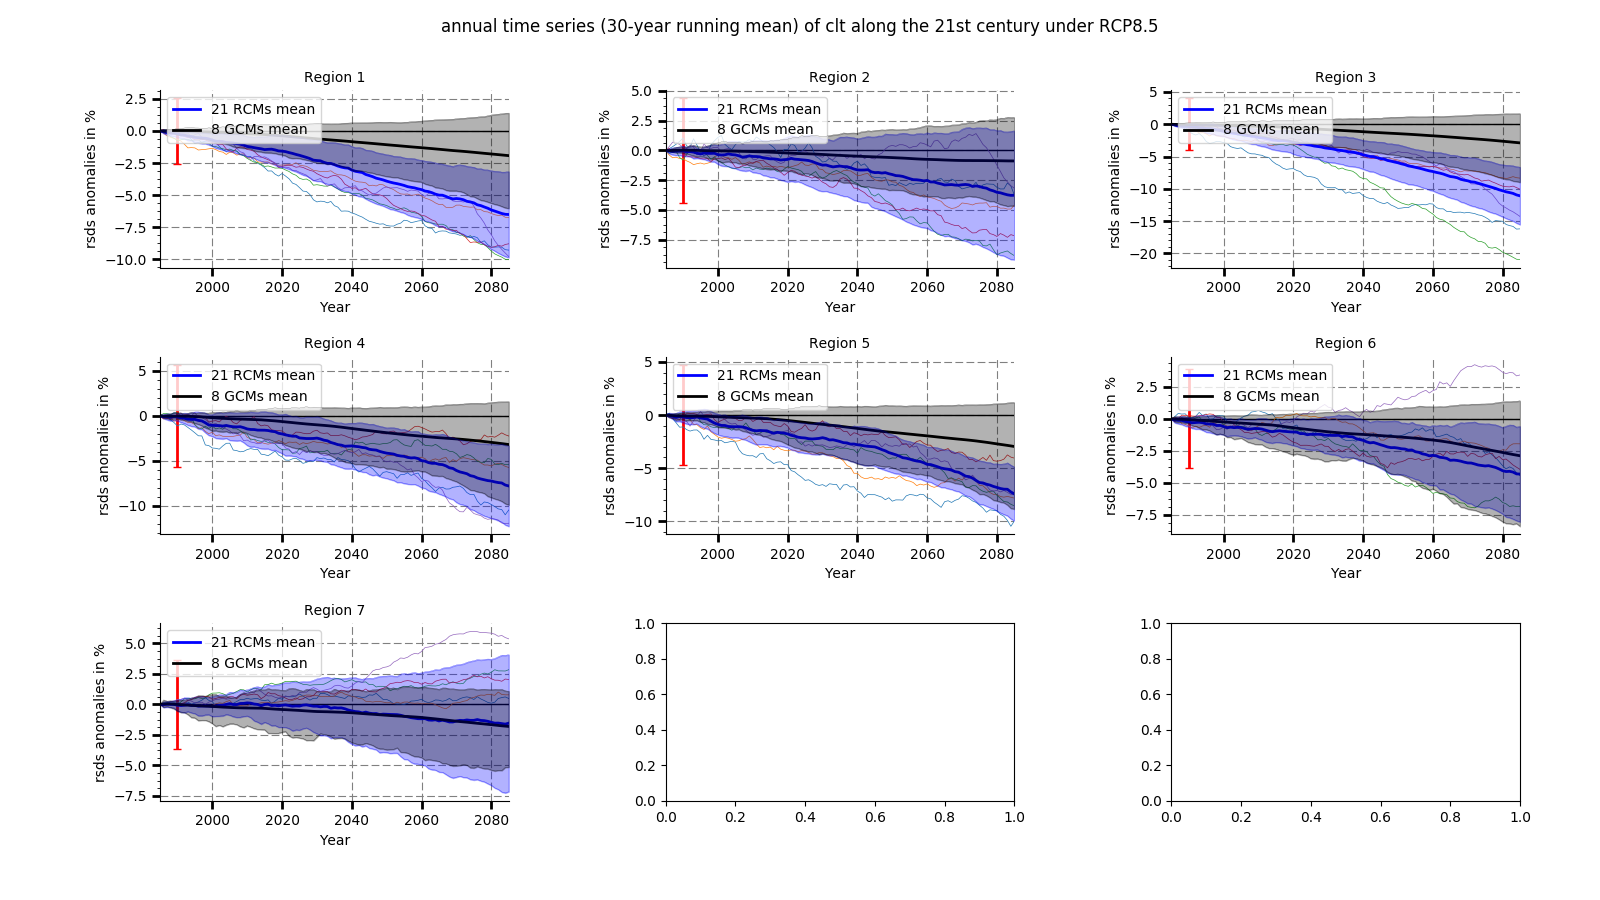 annual time series (30-year running mean) of clt along the 21st century under RCP8.5
Region 1
2.5
0.0
−2.5
−5.0
−7.5
−10.0
rsds anomalies in %
21 RCMs mean
8 GCMs mean
2000 2020 2040 2060 2080
Year
Region 2
5.0
2.5
0.0
−2.5
−5.0
−7.5
rsds anomalies in %
21 RCMs mean
8 GCMs mean
2000 2020 2040 2060 2080
Year
Region 3
5
0
−5
−10
−15
−20
rsds anomalies in %
21 RCMs mean
8 GCMs mean
2000 2020 2040 2060 2080
Year
Region 4
5
0
−5
−10
rsds anomalies in %
21 RCMs mean
8 GCMs mean
2000 2020 2040 2060 2080
Year
Region 5
5
0
−5
−10
rsds anomalies in %
21 RCMs mean
8 GCMs mean
2000 2020 2040 2060 2080
Year
Region 6
2.5
0.0
−2.5
−5.0
−7.5
rsds anomalies in %
21 RCMs mean
8 GCMs mean
2000 2020 2040 2060 2080
Year
Region 7
5.0
2.5
0.0
−2.5
−5.0
−7.5
rsds anomalies in %
21 RCMs mean
8 GCMs mean
2000 2020 2040 2060 2080
Year
1.0
0.8
0.6
0.4
0.2
0.0
0.0 0.2 0.4 0.6 0.8 1.0
1.0
0.8
0.6
0.4
0.2
0.0
0.0 0.2 0.4 0.6 0.8 1.0